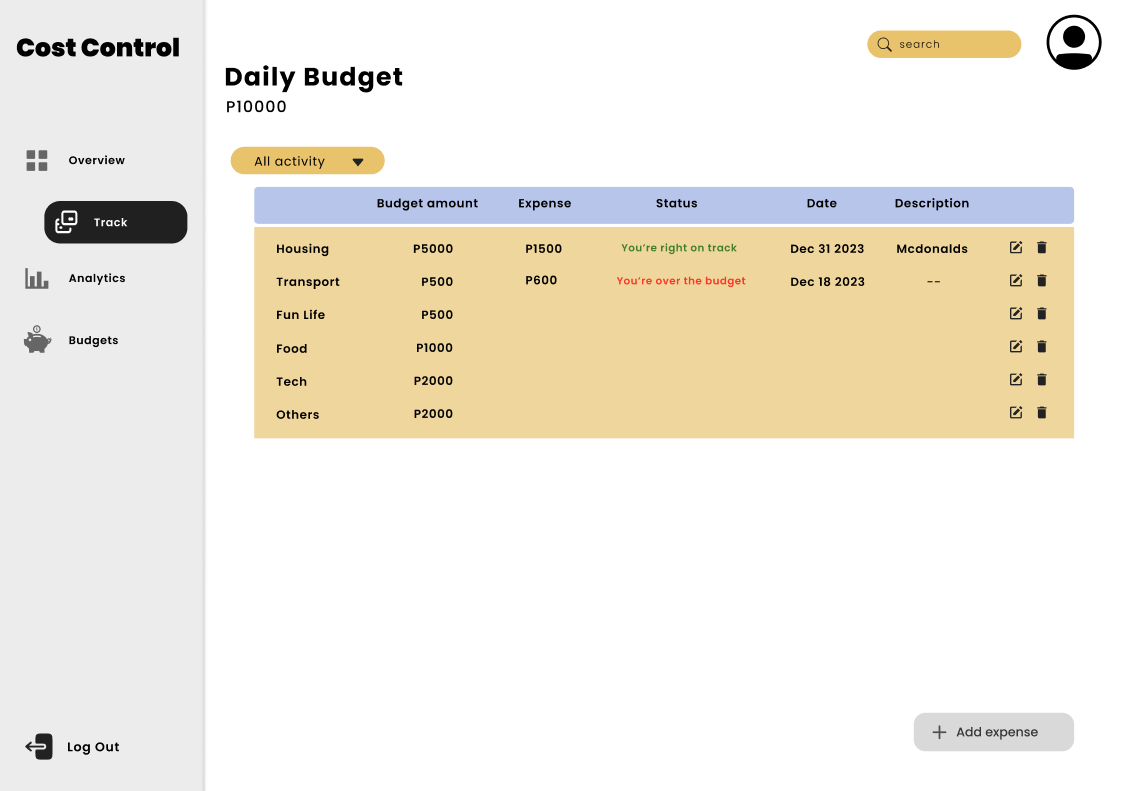 Cost Control
search
Daily Budget
P10000
Overview
All activity
Budget amount Expense Status Date Description
Track
Housing P5000 P1500 You're right on track Dec 31 2023 Mcdonalds
Analytics
Transport P500 P600 You're over the budget Dec 18 2023 --
Fun Life P500
Budgets
Food P1000
Tech P2000
Others P2000
Add expense
Log Out